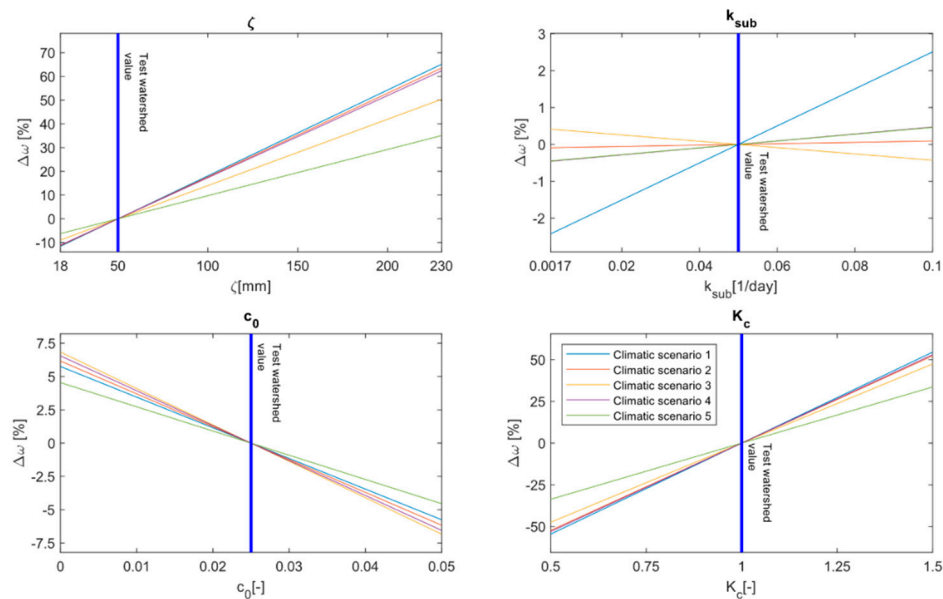 ζ
70
60
50
40
30
20
10
0
-10
Δω [%]
Test watershed
value
18
50
100
150
200
230
ζ[mm]
k_sub
3
2
1
0
-1
-2
Δω [%]
Test watershed
value
0.0017
0.02
0.04
0.06
0.08
0.1
k_sub[1/day]
c_0
7.5
5
2.5
0
-2.5
-5
-7.5
Δω [%]
Test watershed
value
0
0.01
0.02
0.03
0.04
0.05
c_0[-]
K_c
50
25
0
-25
-50
Δω [%]
Climatic scenario 1
Climatic scenario 2
Climatic scenario 3
Climatic scenario 4
Climatic scenario 5
Test watershed
value
0.5
1
1.5
K_c[-]